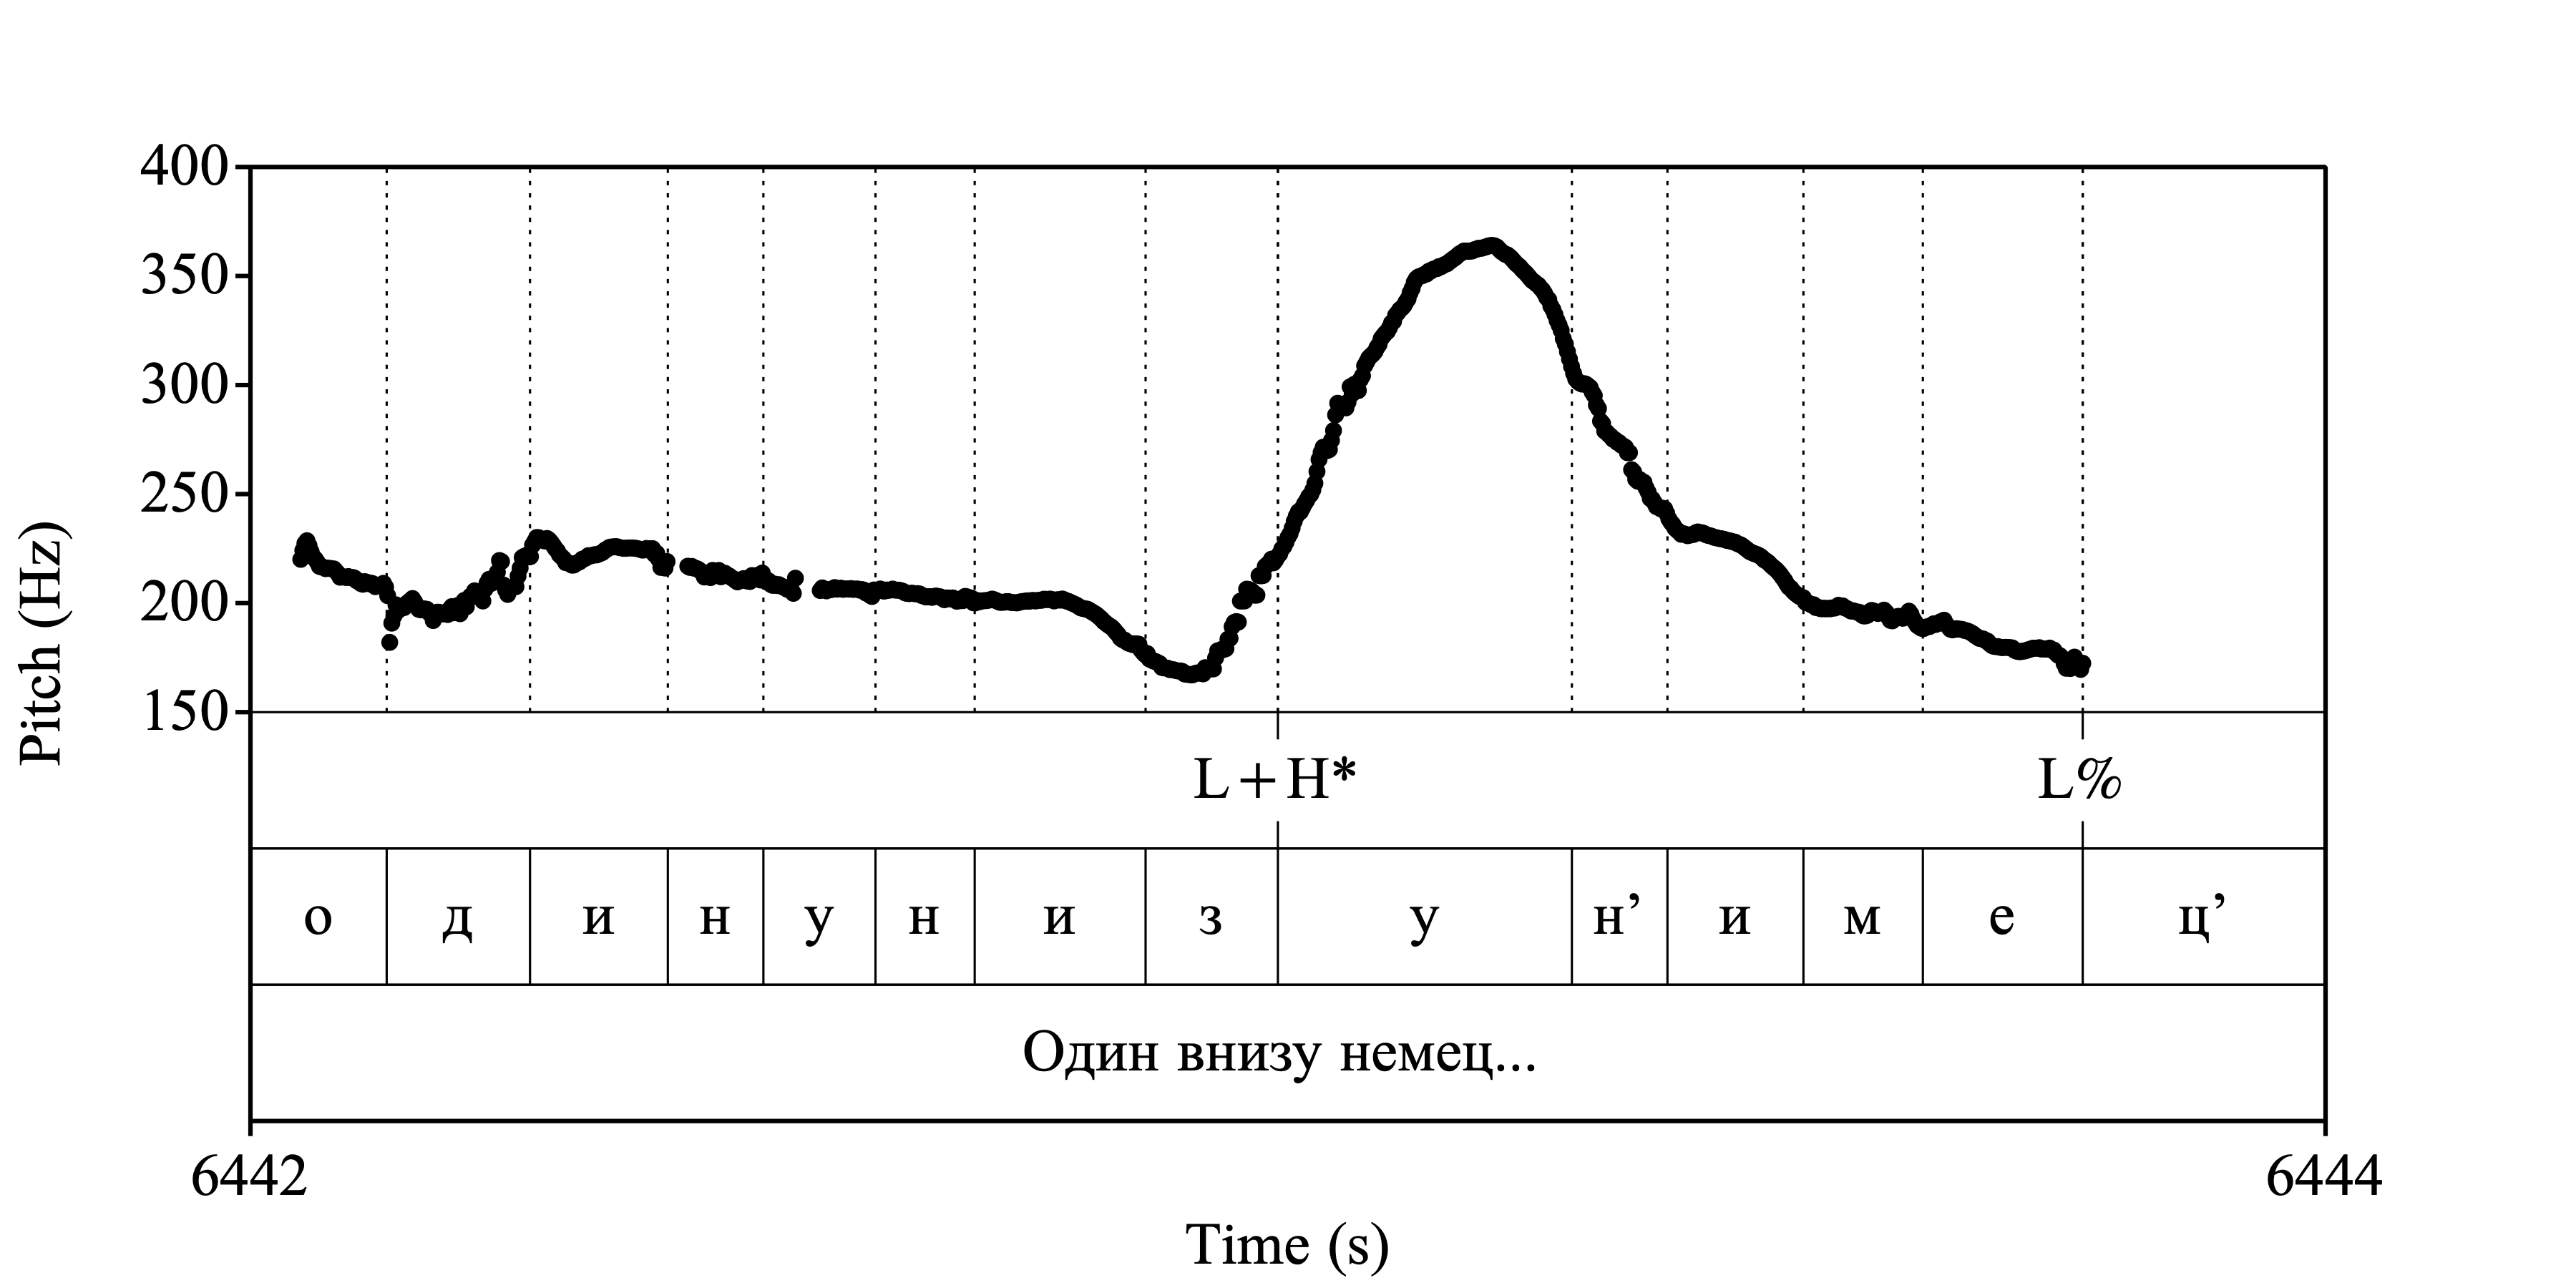 400
350
300
250
200
150
Pitch (Hz)
L+H* L%
о д и н у н и з у н’ и м е ц’
Один внизу немец...
6442 6444
Time (s)